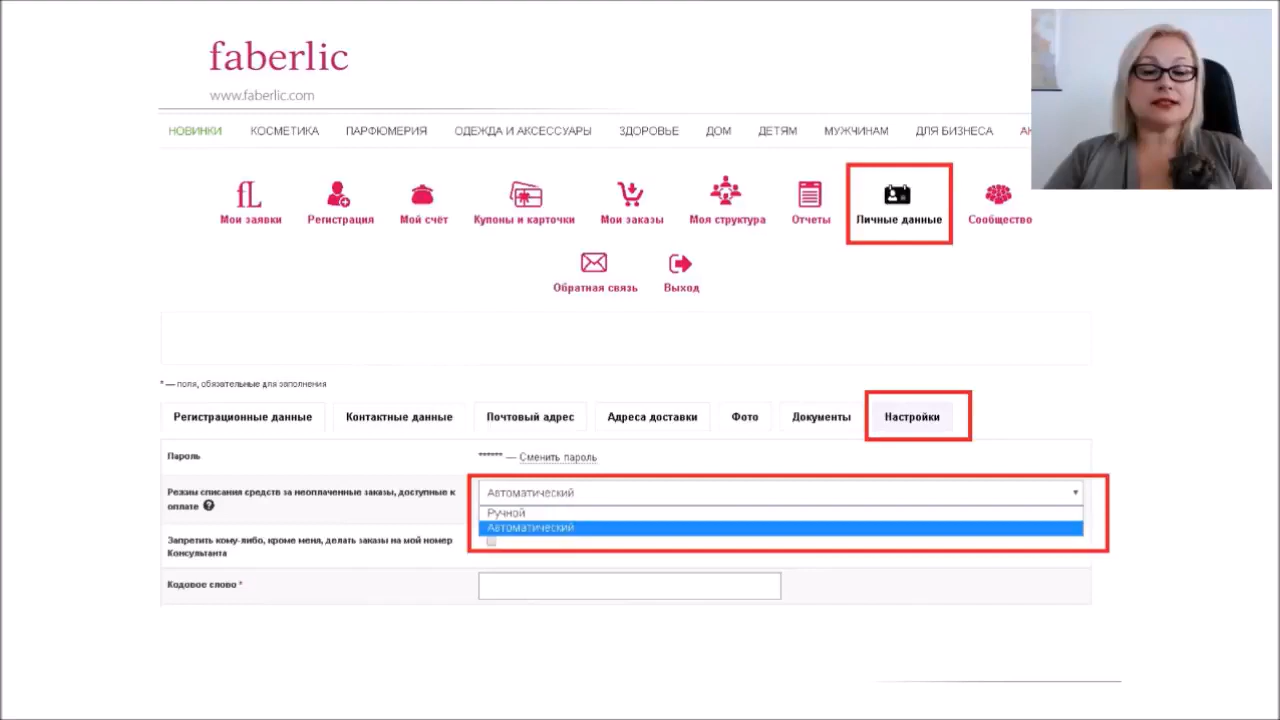 faberlic
www.faberlic.com
НОВИНКИ КОСМЕТИКА ПАРФЮМЕРИЯ ОДЕЖДА И АКСЕССУАРЫ ЗДОРОВЬЕ ДОМ ДЕТЯМ МУЖЧИНАМ ДЛЯ БИЗНЕСА
fL
Мои заявки Регистрация Мой счёт Купоны и карточки Мои заказы Моя структура Отчеты Личные данные Сообщество
Обратная связь Выход
* — поля, обязательные для заполнения
Регистрационные данные Контактные данные Почтовый адрес Адреса доставки Фото Документы Настройки
Пароль ****** — Сменить пароль
Режим списания средств за неоплаченные заказы, доступные к
оплате ?
Автоматический
Ручной
Автоматический
Запретить кому-либо, кроме меня, делать заказы на мой номер
Консультанта
Кодовое слово *